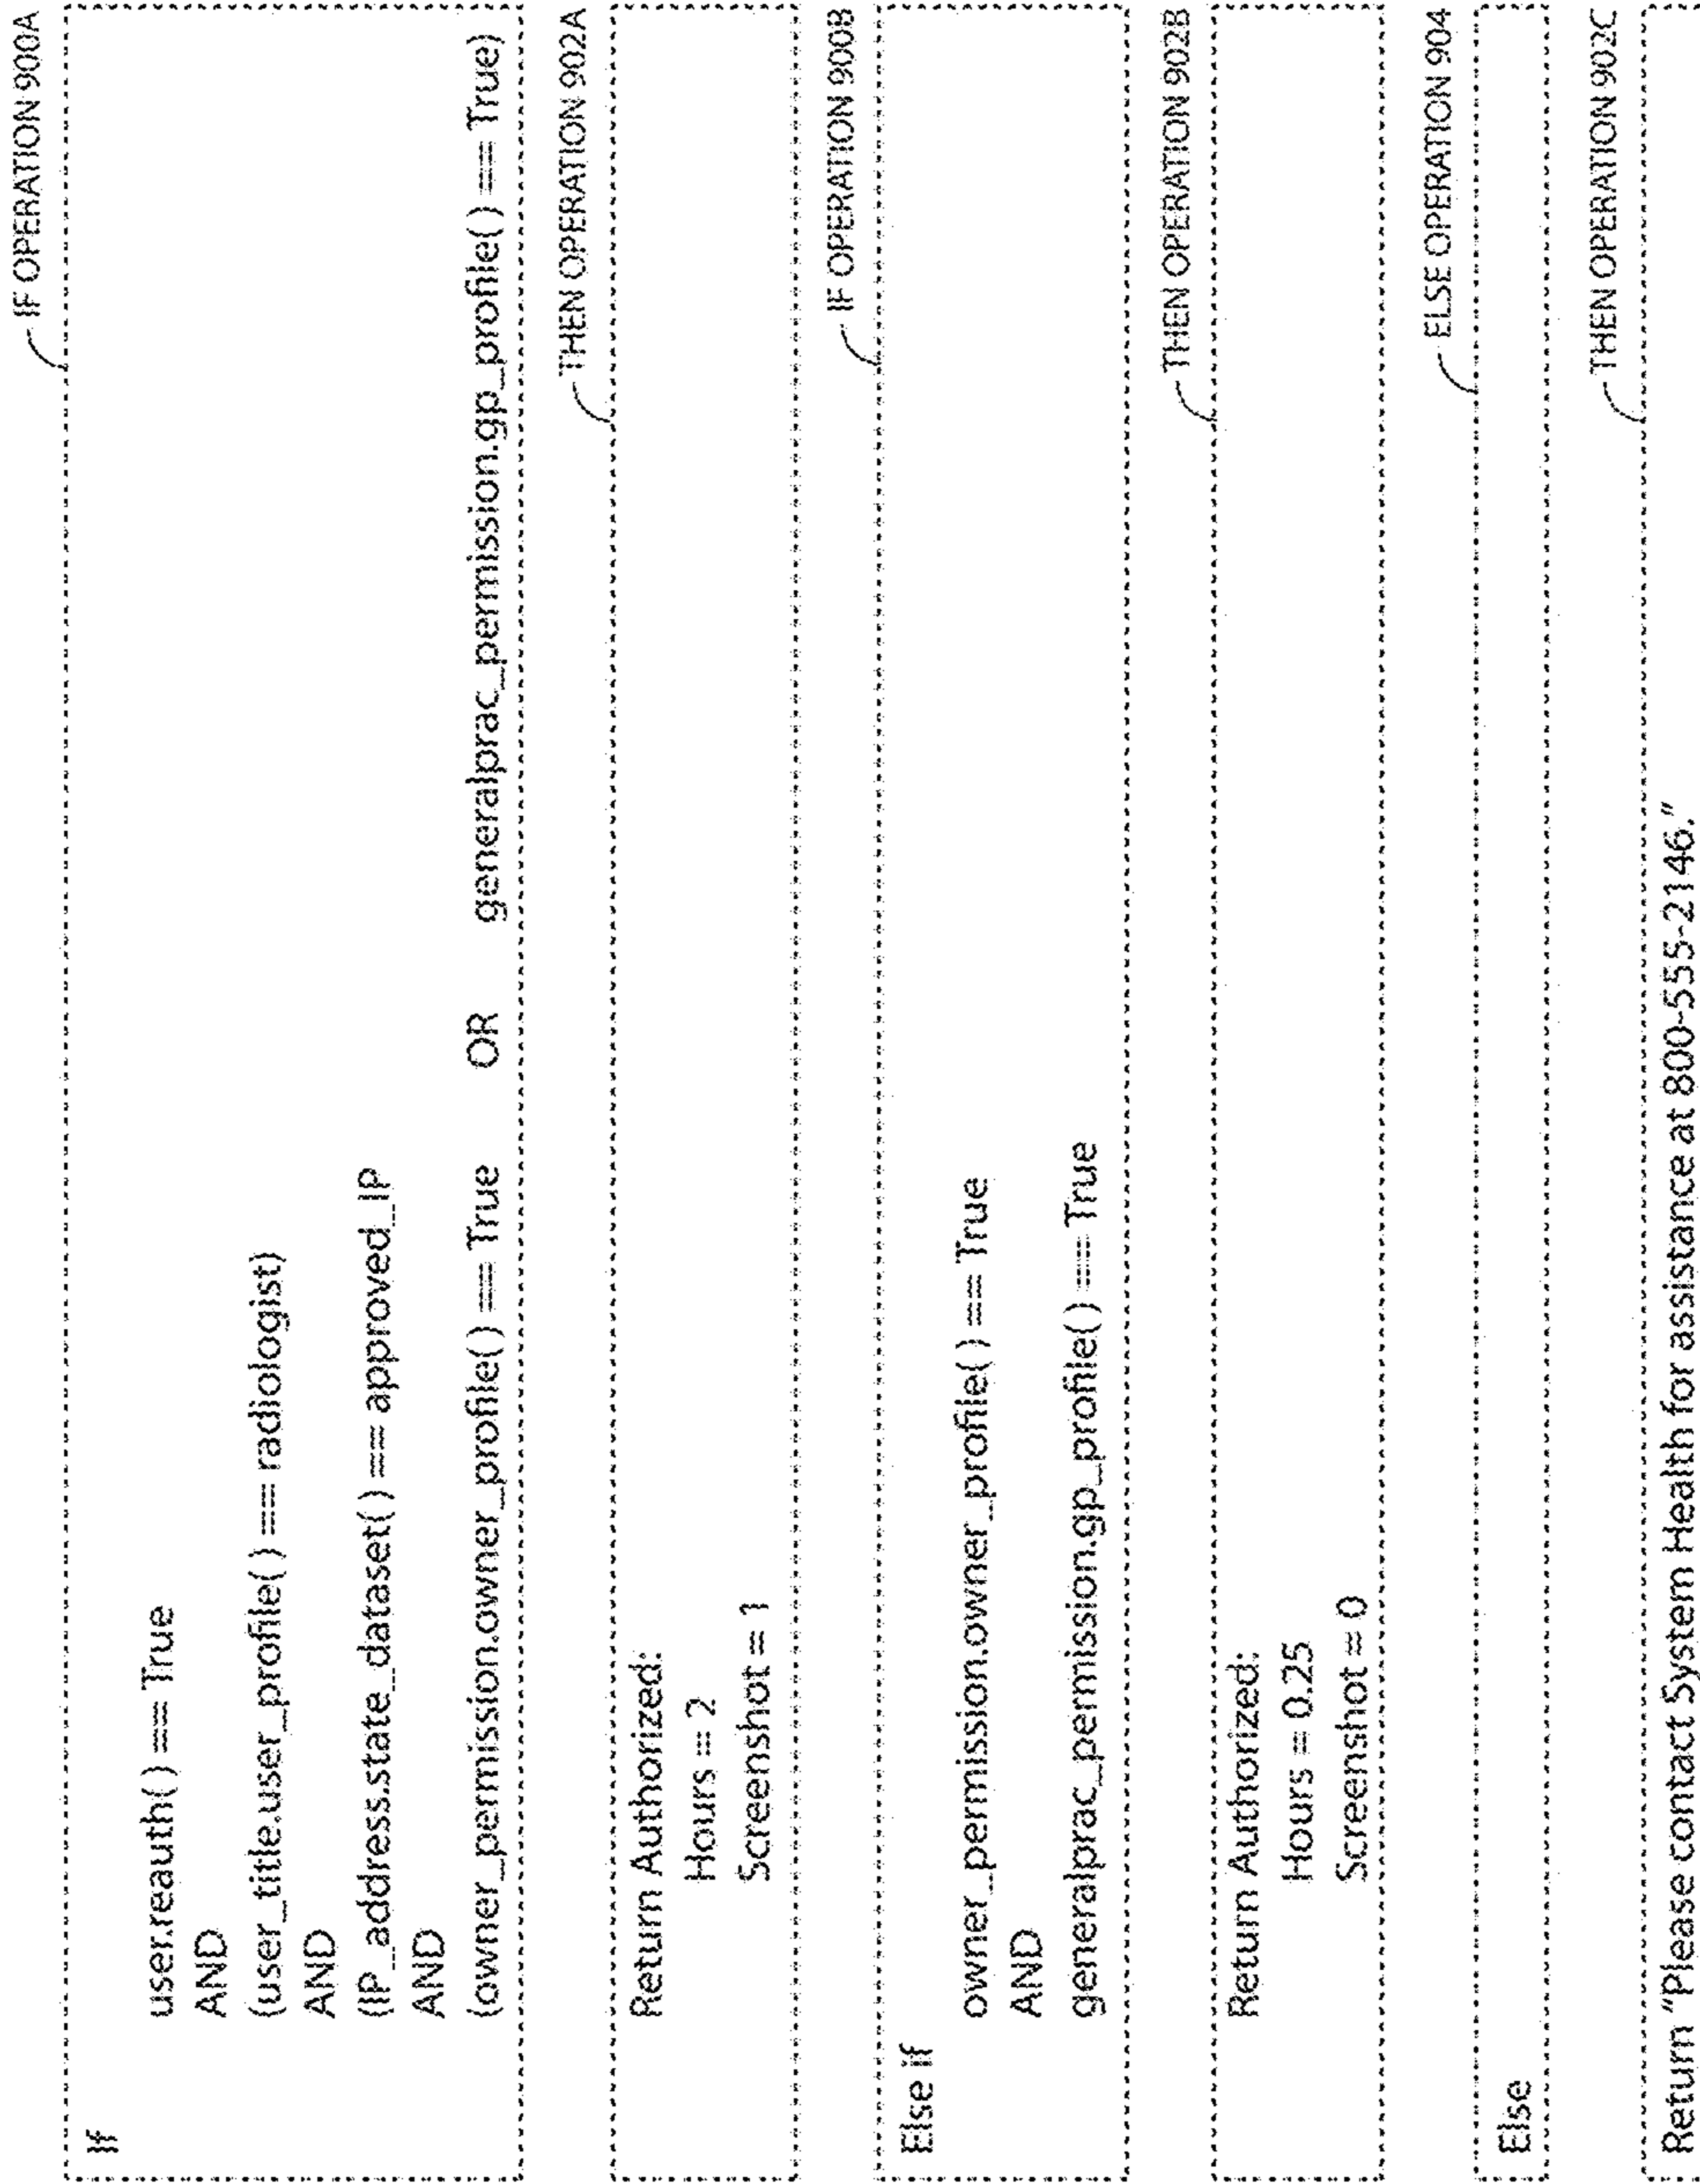 IF OPERATION 900A
If
user.reauth( ) == True
AND
(user_title.user_profile( ) == radiologist)
AND
(IP_address.state_dataset( ) == approved_IP
AND
(owner_permission.owner_profile( ) == True OR generalprac_permission.gp_profile( ) == True)
THEN OPERATION 902A
Return Authorized:
Hours = 2
Screenshot = 1
IF OPERATION 900B
Else if
owner_permission.owner_profile( ) == True
AND
generalprac_permission.gp_profile( ) == True
THEN OPERATION 902B
Return Authorized:
Hours = 0.25
Screenshot = 0
ELSE OPERATION 904
Else
THEN OPERATION 902C
Return "Please contact System Health for assistance at 800-555-2146."